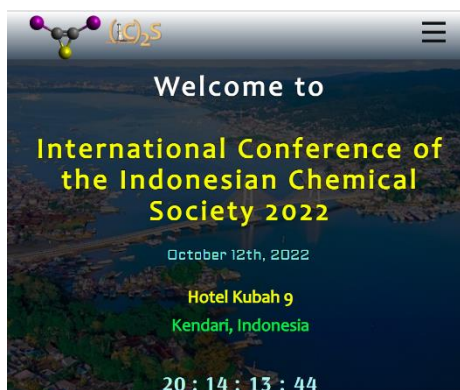 (iC)₂S
Welcome to
International Conference of
the Indonesian Chemical
Society 2022
October 12th, 2022
Hotel Kubah 9
Kendari, Indonesia
20 : 14 : 13 : 44